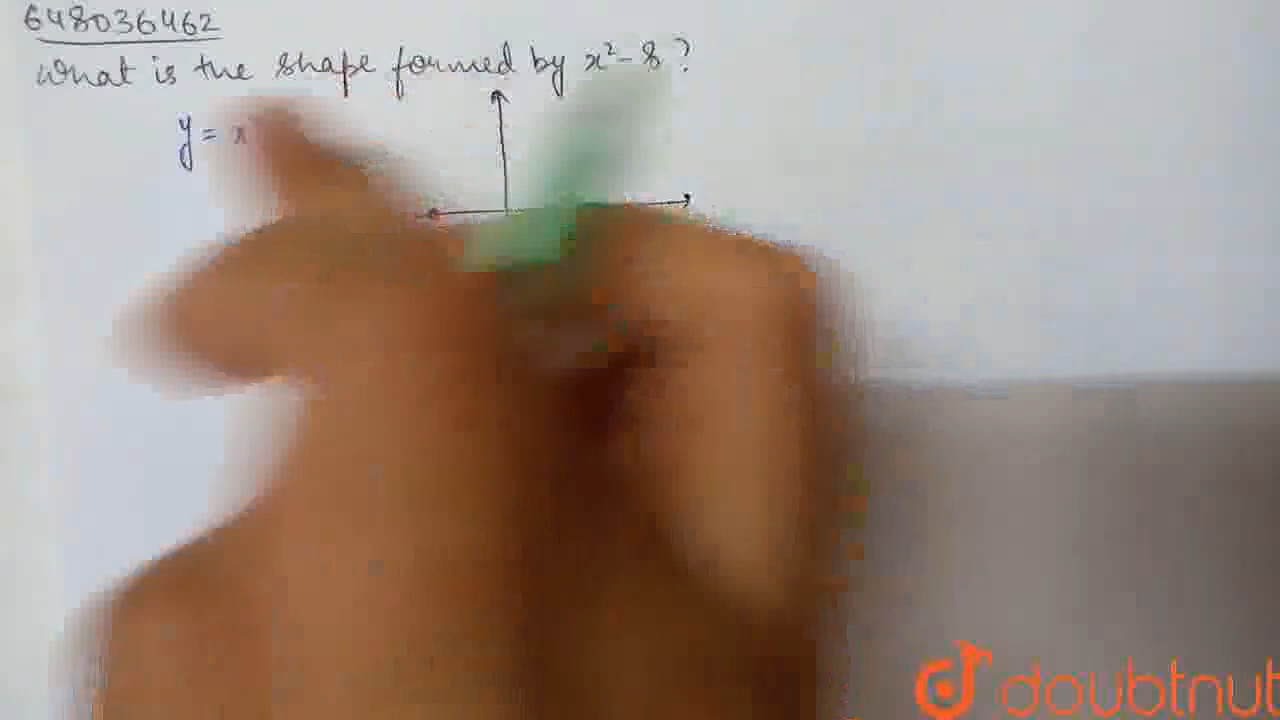 648036462
What is the shape formed by x² - 8 ?
y = x
doubtnut